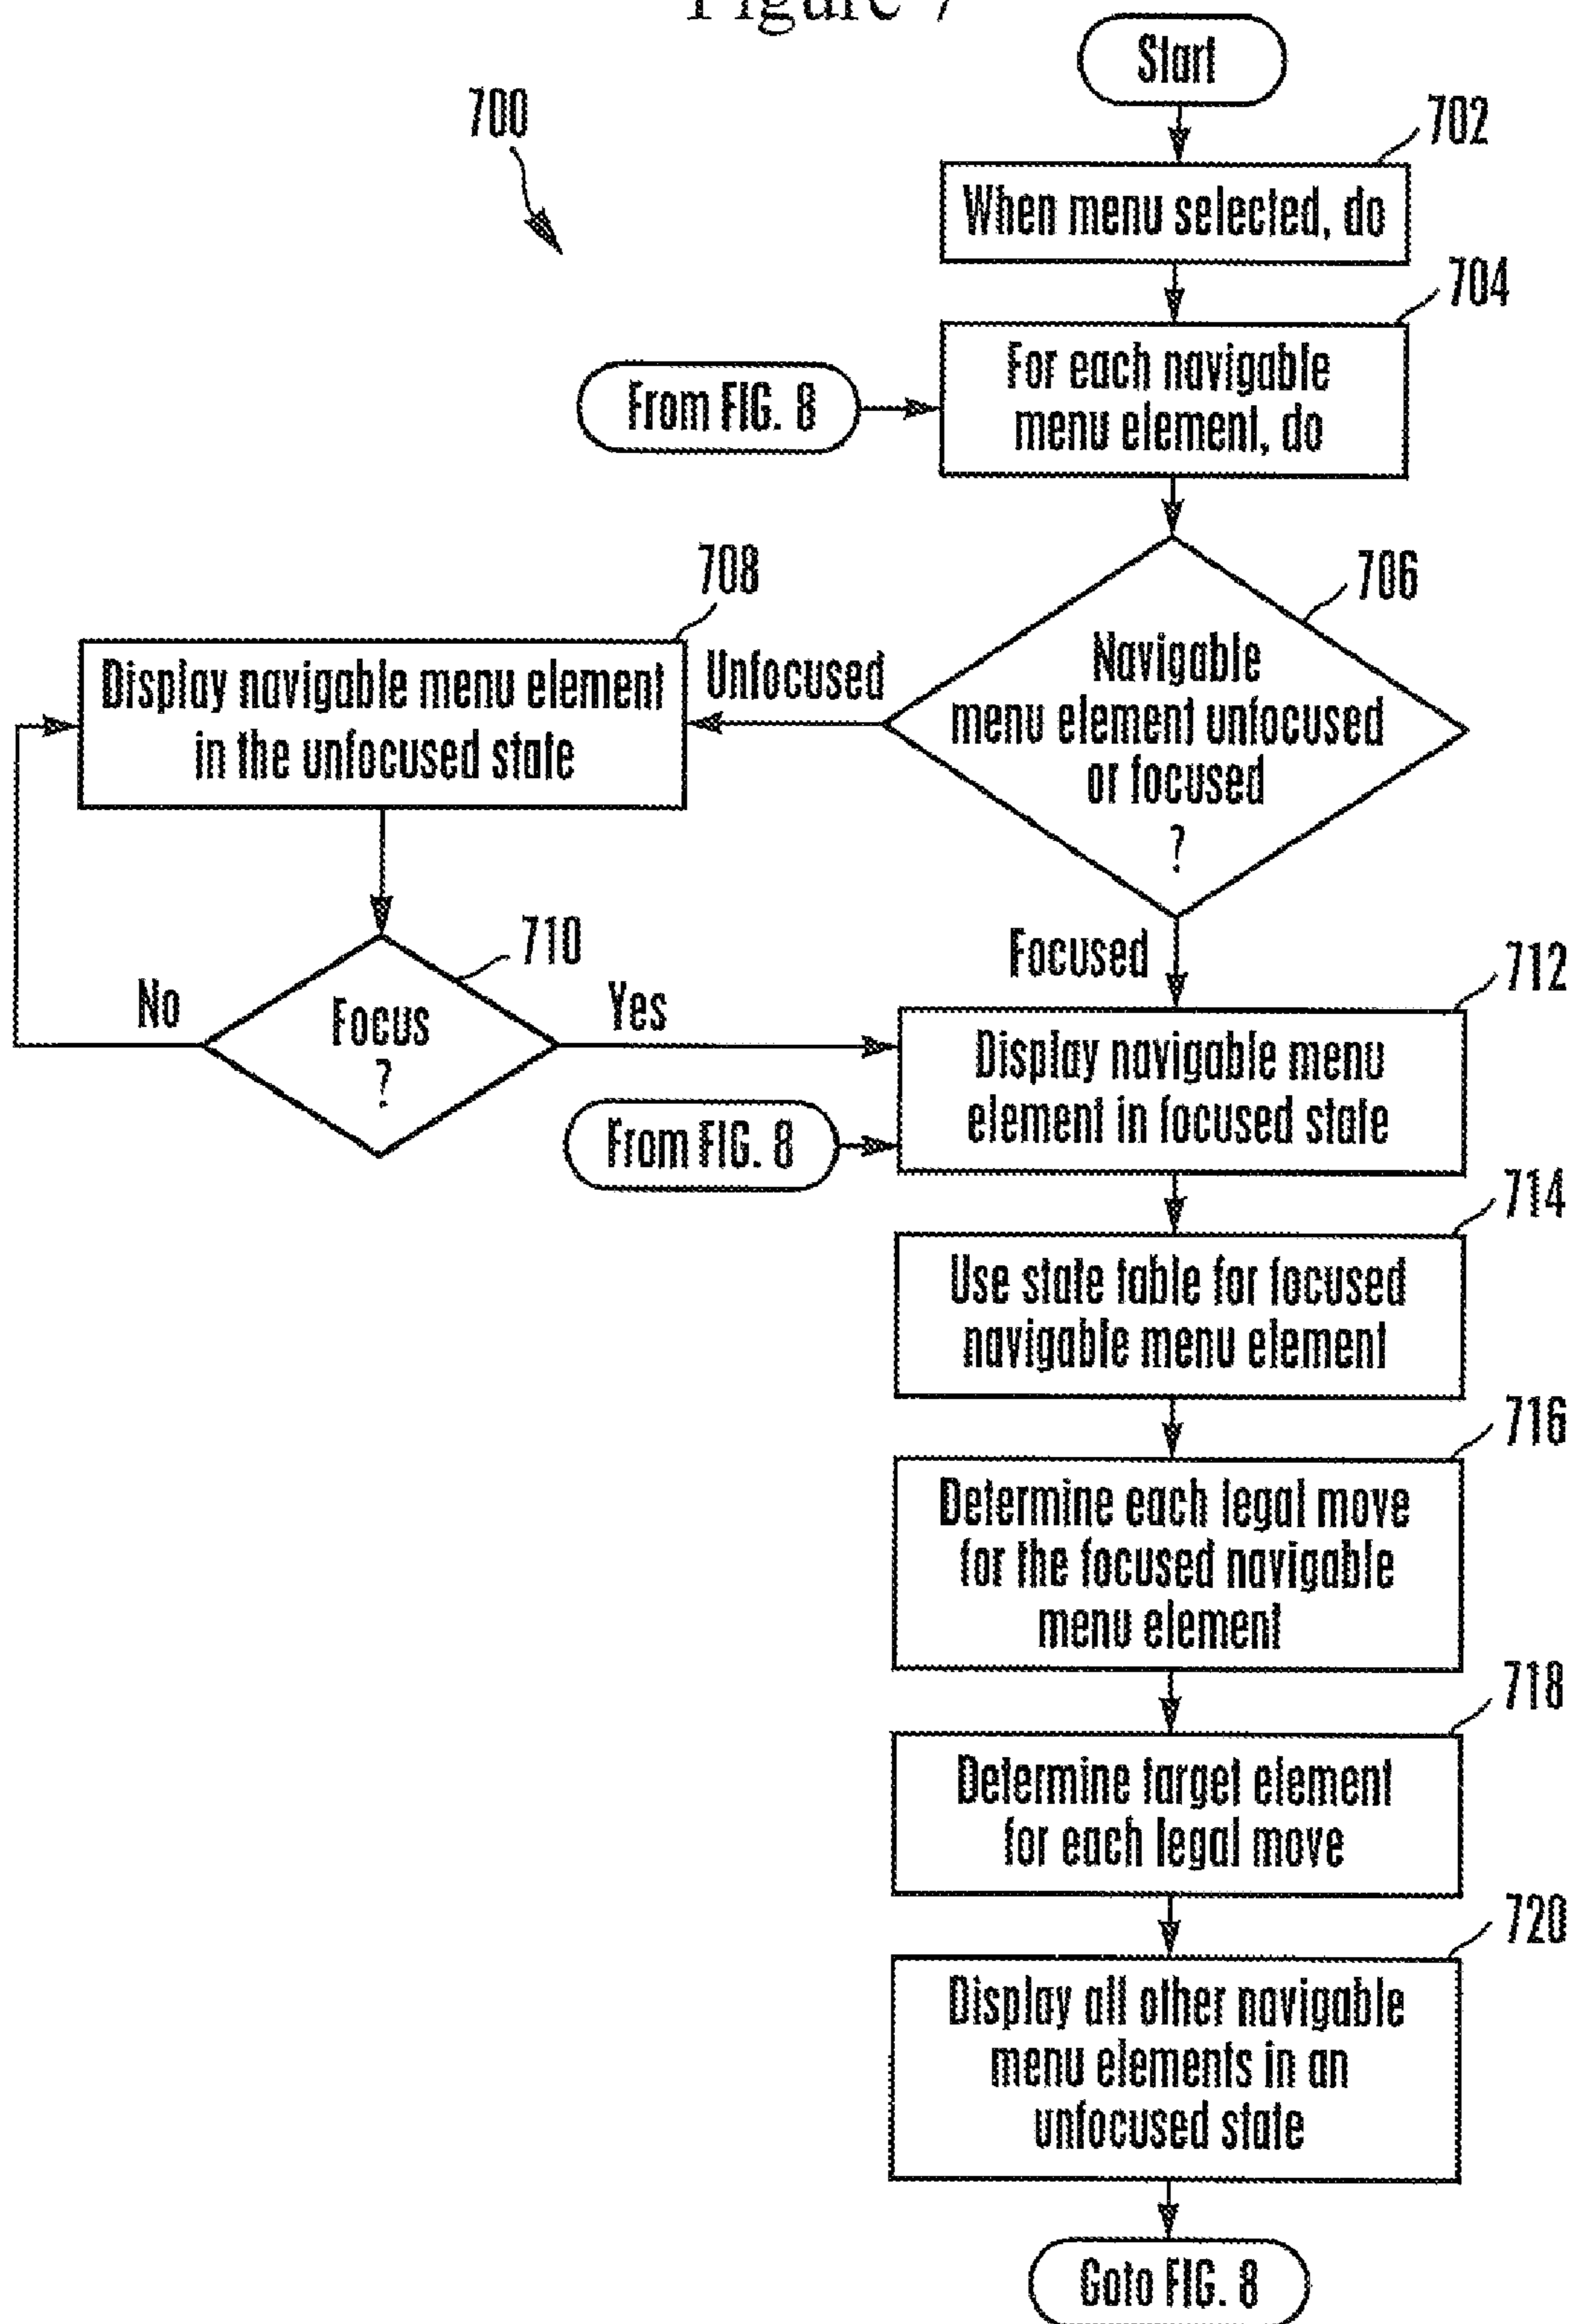 Figure 7
Start
700
702
When menu selected, do
704
For each navigable
menu element, do
From FIG. 8
706
Navigable
menu element unfocused
or focused
?
Unfocused
708
Display navigable menu element
in the unfocused state
710
Focus
?
No
Yes
Focused
712
Display navigable menu
element in focused state
From FIG. 8
714
Use state table for focused
navigable menu element
716
Determine each legal move
for the focused navigable
menu element
718
Determine target element
for each legal move
720
Display all other navigable
menu elements in an
unfocused state
Goto FIG. 8